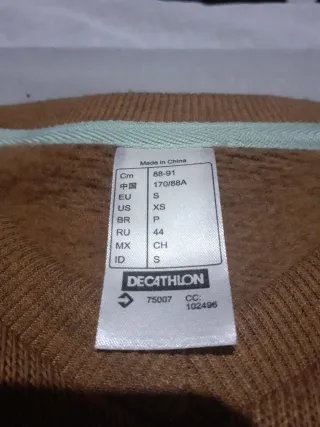 Made in China
Cm 88-91
中国 170/88A
EU S
US XS
BR P
RU 44
MX CH
ID S
DECATHLON
75007 CC:
102496